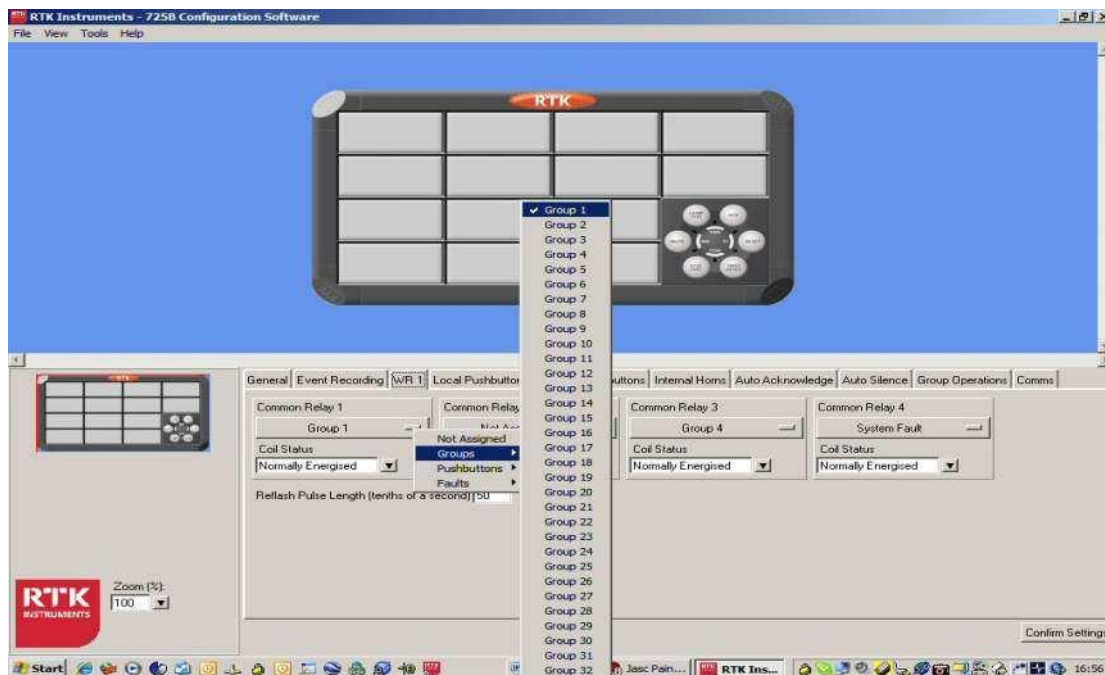 RTK Instruments - 725B Configuration Software
File View Tools Help
RTK
RESET
Group 1
Group 2
Group 3
Group 4
Group 5
Group 6
Group 7
Group 8
Group 9
Group 10
Group 11
Group 12
Group 13
Group 14
Group 15
Group 16
Group 17
Group 18
Group 19
Group 20
Group 21
Group 22
Group 23
Group 24
Group 25
Group 26
Group 27
Group 28
Group 29
Group 30
Group 31
Group 32
General Event Recording WR 1 Local Pushbutton
Internal Horns Auto Acknowledge Auto Silence Group Operations Comms
Common Relay 1
Common Relay
Common Relay 3
Common Relay 4
Group 1
Group 4
System Fault
Not Assigned
Groups
Pushbuttons
Faults
Coil Status
Coil Status
Coil Status
Normally Energised
Normally Energised
Normally Energised
Reflash Pulse Length (tenths of a second) 50
RTK
INSTRUMENTS
Zoom (%):
100
Confirm Setting
Start
Jasc Pain...
RTK Ins...
16:56